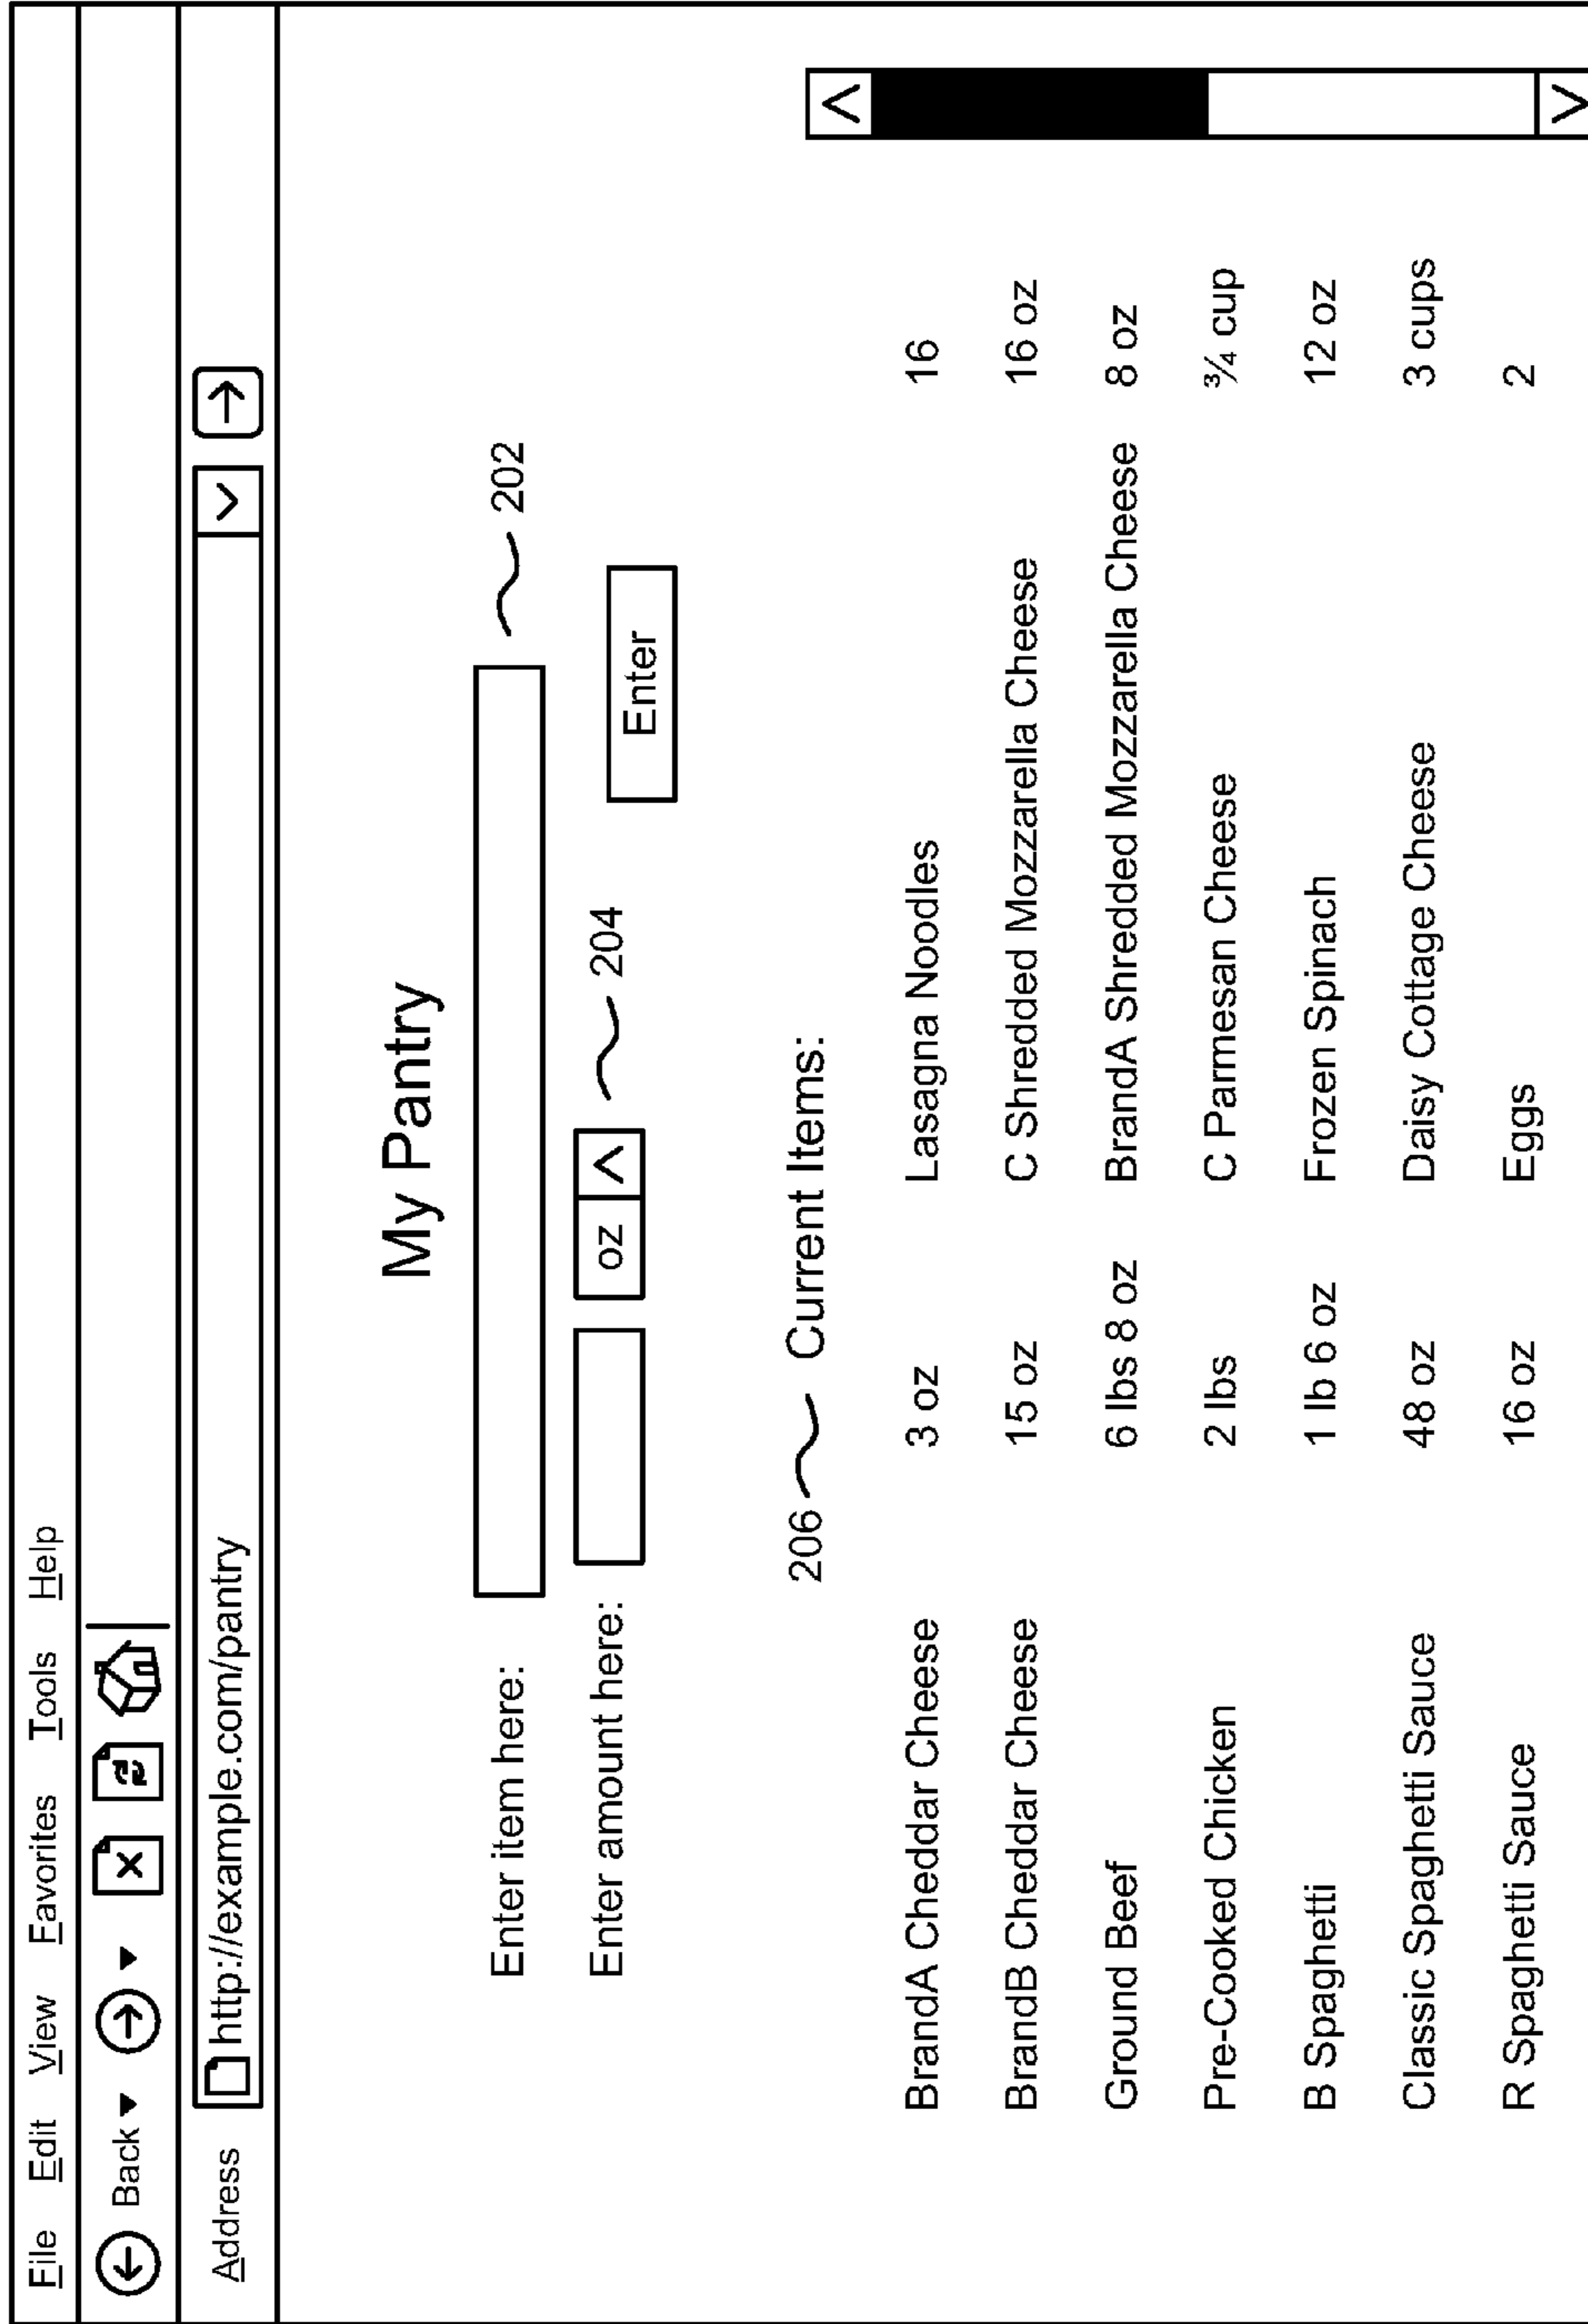 File Edit View Favorites Tools Help
Back
Address http://example.com/pantry
My Pantry
Enter item here: 202
Enter amount here: oz 204 Enter
206 Current Items:
BrandA Cheddar Cheese 3 oz Lasagna Noodles 16
BrandB Cheddar Cheese 15 oz C Shredded Mozzarella Cheese 16 oz
Ground Beef 6 lbs 8 oz BrandA Shredded Mozzarella Cheese 8 oz
Pre-Cooked Chicken 2 lbs C Parmesan Cheese ¾ cup
B Spaghetti 1 lb 6 oz Frozen Spinach 12 oz
Classic Spaghetti Sauce 48 oz Daisy Cottage Cheese 3 cups
R Spaghetti Sauce 16 oz Eggs 2